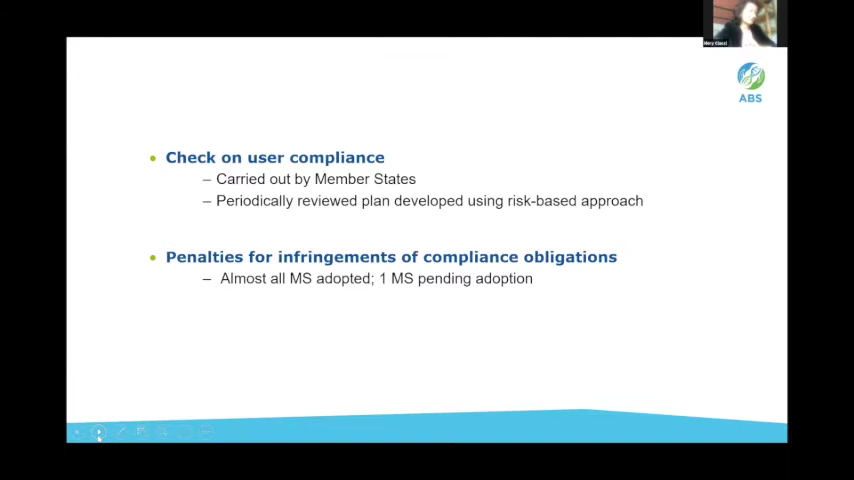 ABS
• Check on user compliance
– Carried out by Member States
– Periodically reviewed plan developed using risk-based approach
• Penalties for infringements of compliance obligations
– Almost all MS adopted; 1 MS pending adoption